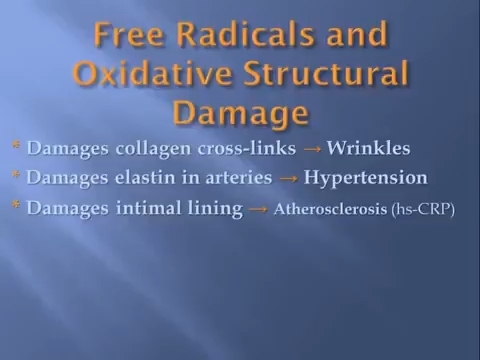 Free Radicals and
Oxidative Structural
Damage
* Damages collagen cross-links → Wrinkles
* Damages elastin in arteries → Hypertension
* Damages intimal lining → Atherosclerosis (hs-CRP)